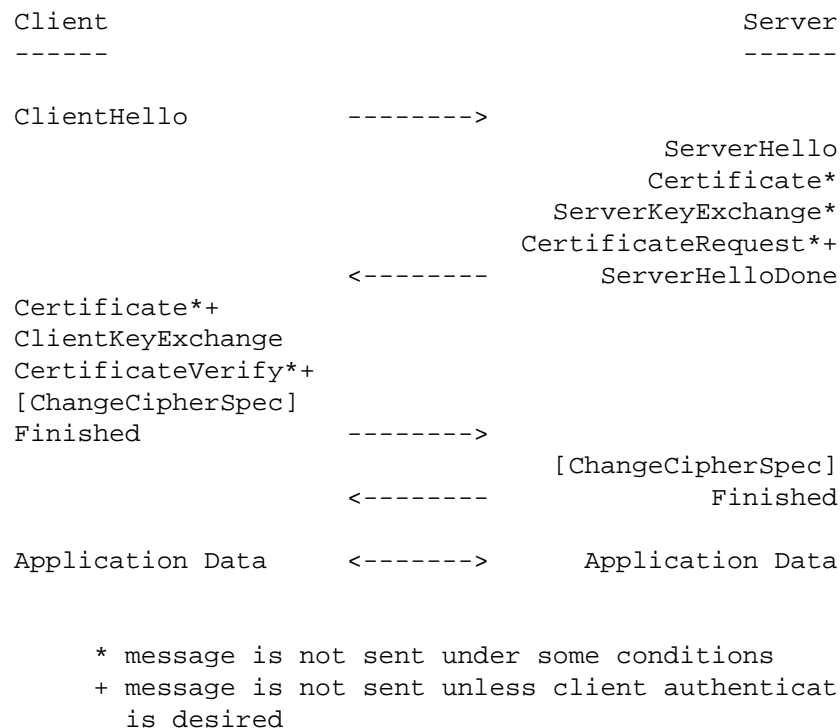 Client                                               Server
------                                               ------
ClientHello                  -------->
ServerHello
Certificate*
ServerKeyExchange*
CertificateRequest*+
<--------      ServerHelloDone
Certificate*+
ClientKeyExchange
CertificateVerify*+
[ChangeCipherSpec]
Finished                     -------->
[ChangeCipherSpec]
<--------             Finished
Application Data             <------->     Application Data
* message is not sent under some conditions
+ message is not sent unless client authenticat
is desired